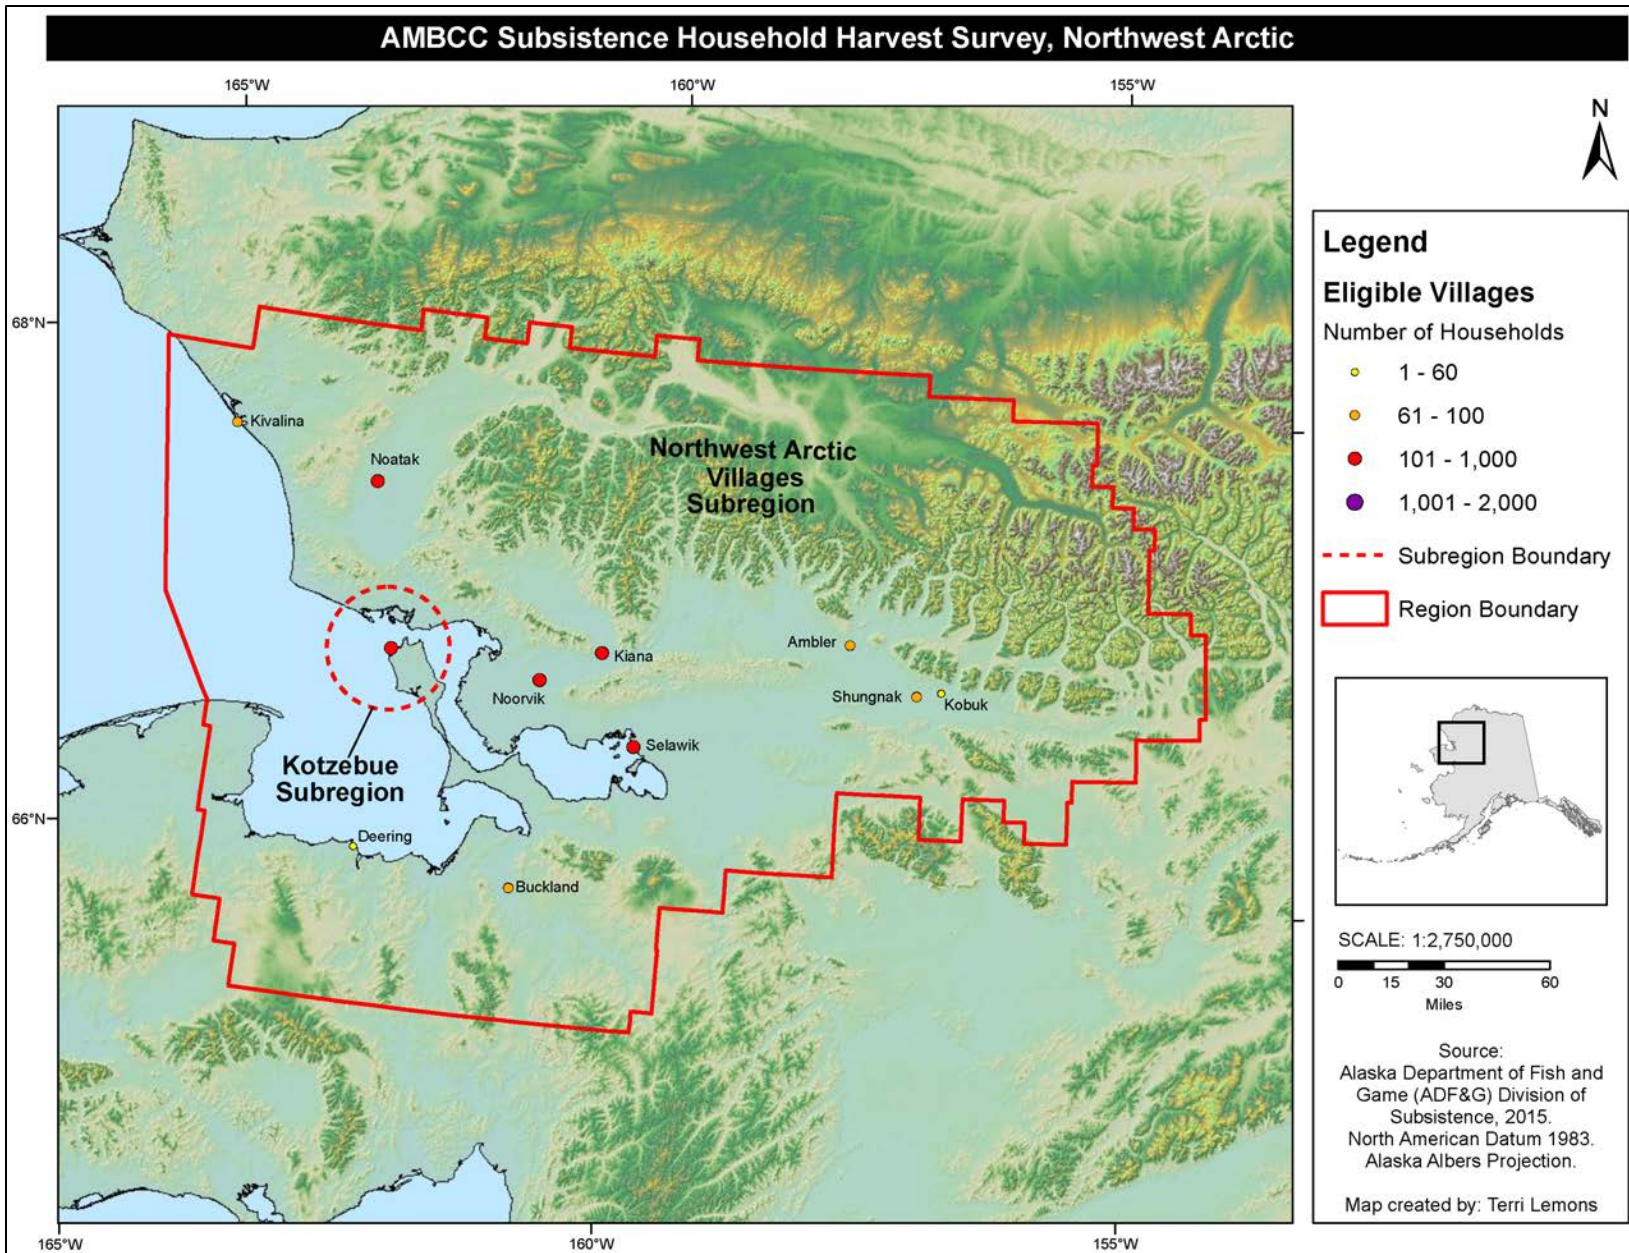 AMBCC Subsistence Household Harvest Survey, Northwest Arctic
165°W
160°W
155°W
N
68°N
66°N
Kivalina
Noatak
Northwest Arctic
Villages
Subregion
Ambler
Kiana
Noorvik
Shungnak
Kobuk
Selawik
Kotzebue
Subregion
Deering
Buckland
165°W
160°W
155°W
Legend
Eligible Villages
Number of Households
1 - 60
61 - 100
101 - 1,000
1,001 - 2,000
Subregion Boundary
Region Boundary
SCALE: 1:2,750,000
0 15 30 60
Miles
Source:
Alaska Department of Fish and
Game (ADF&G) Division of
Subsistence, 2015.
North American Datum 1983.
Alaska Albers Projection.
Map created by: Terri Lemons